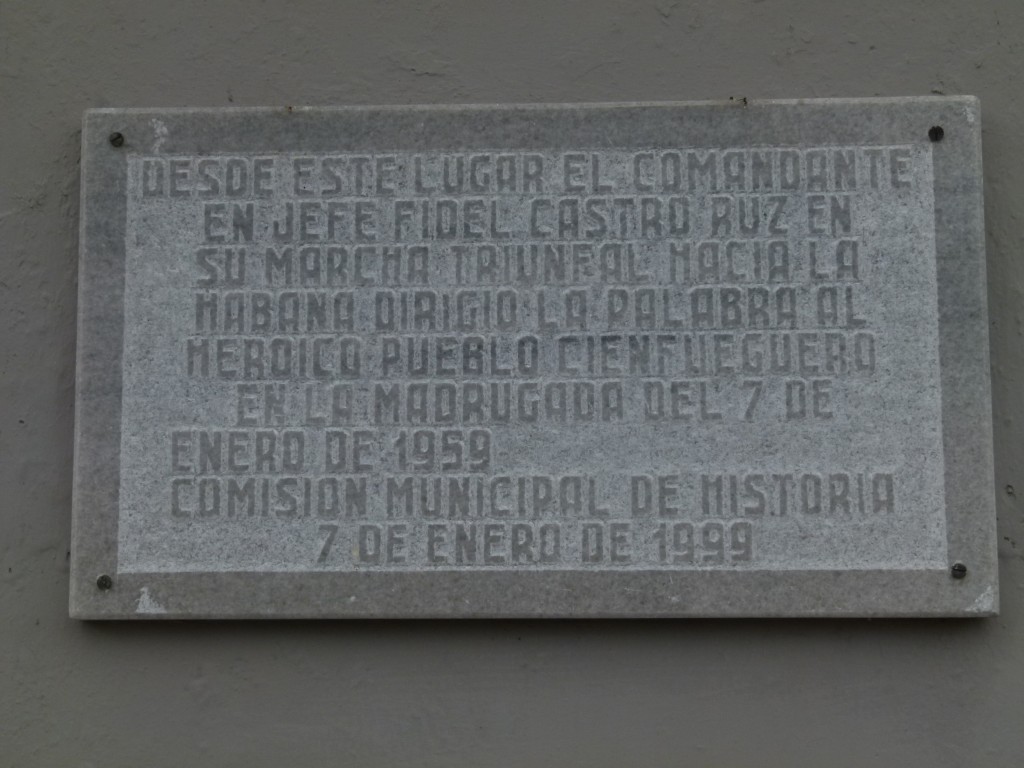 DESDE ESTE LUGAR EL COMANDANTE
EN JEFE FIDEL CASTRO RUZ EN
SU MARCHA TRIUNFAL HACIA LA
HABANA DIRIGIO LA PALABRA AL
HEROICO PUEBLO CIENFUEGUERO
EN LA MADRUGADA DEL 7 DE
ENERO DE 1959
COMISION MUNICIPAL DE HISTORIA
7 DE ENERO DE 1999